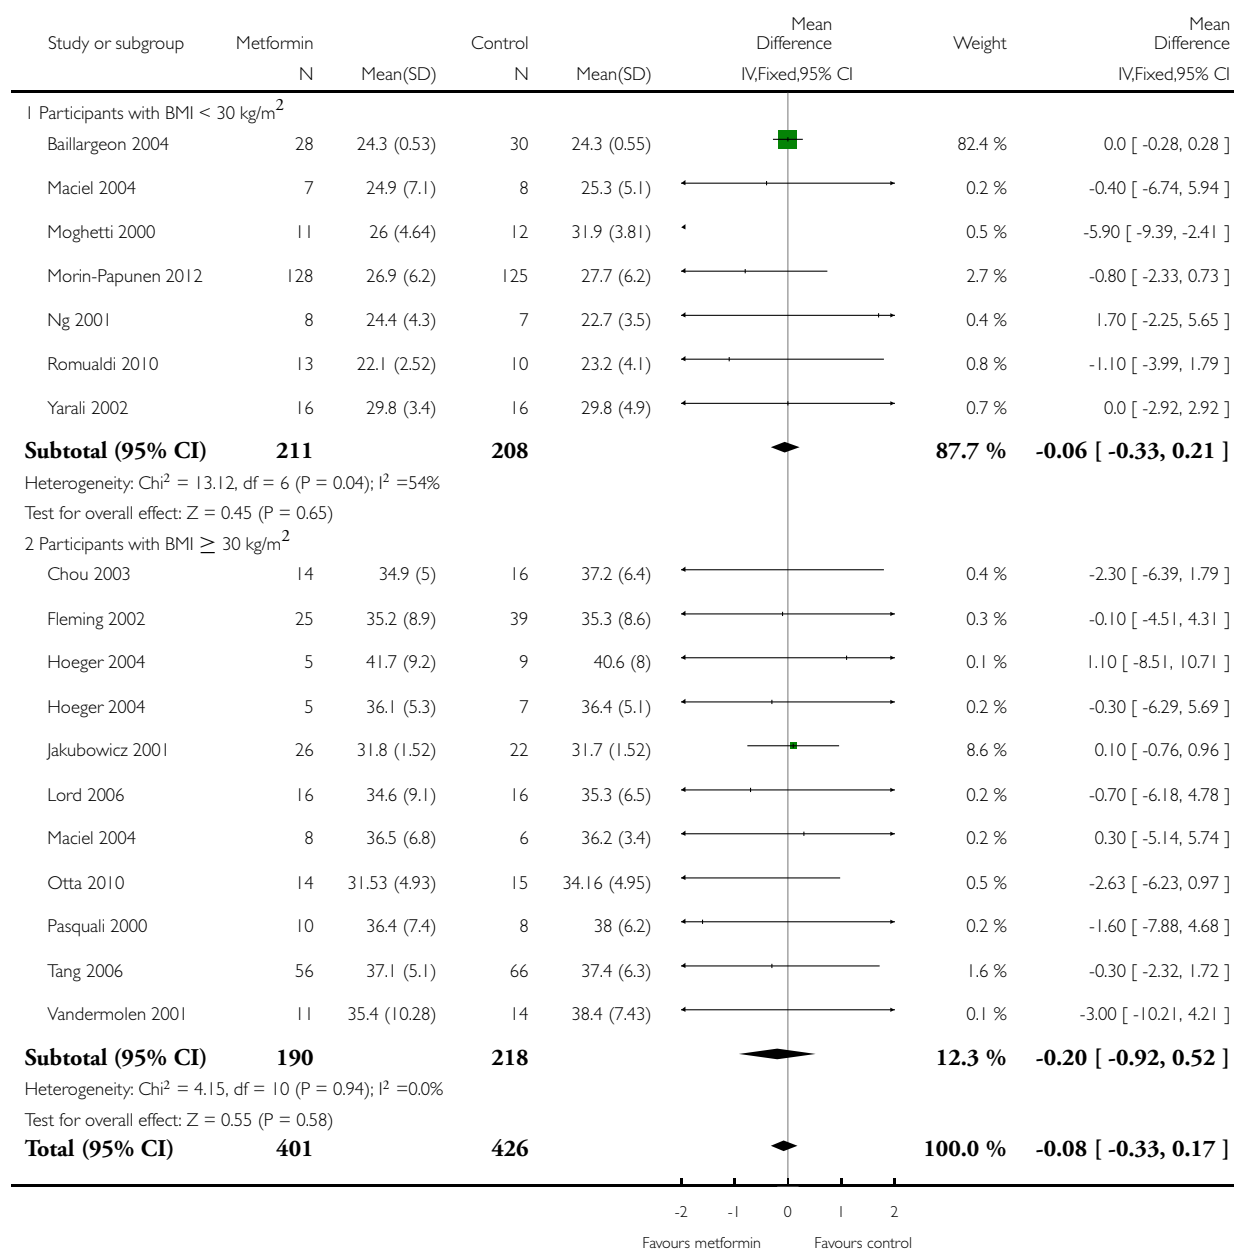 Study or subgroup Metformin Control Mean Difference Weight Mean Difference
N Mean(SD) N Mean(SD) IV,Fixed,95% CI IV,Fixed,95% CI
1 Participants with BMI < 30 kg/m²
Baillargeon 2004 28 24.3 (0.53) 30 24.3 (0.55) 82.4 % 0.0 [ -0.28, 0.28 ]
Maciel 2004 7 24.9 (7.1) 8 25.3 (5.1) 0.2 % -0.40 [ -6.74, 5.94 ]
Moghetti 2000 11 26 (4.64) 12 31.9 (3.81) 0.5 % -5.90 [ -9.39, -2.41 ]
Morin-Papunen 2012 128 26.9 (6.2) 125 27.7 (6.2) 2.7 % -0.80 [ -2.33, 0.73 ]
Ng 2001 8 24.4 (4.3) 7 22.7 (3.5) 0.4 % 1.70 [ -2.25, 5.65 ]
Romualdi 2010 13 22.1 (2.52) 10 23.2 (4.1) 0.8 % -1.10 [ -3.99, 1.79 ]
Yarali 2002 16 29.8 (3.4) 16 29.8 (4.9) 0.7 % 0.0 [ -2.92, 2.92 ]
Subtotal (95% CI) 211 208 87.7 % -0.06 [ -0.33, 0.21 ]
Heterogeneity: Chi² = 13.12, df = 6 (P = 0.04); I² =54%
Test for overall effect: Z = 0.45 (P = 0.65)
2 Participants with BMI ≥ 30 kg/m²
Chou 2003 14 34.9 (5) 16 37.2 (6.4) 0.4 % -2.30 [ -6.39, 1.79 ]
Fleming 2002 25 35.2 (8.9) 39 35.3 (8.6) 0.3 % -0.10 [ -4.51, 4.31 ]
Hoeger 2004 5 41.7 (9.2) 9 40.6 (8) 0.1 % 1.10 [ -8.51, 10.71 ]
Hoeger 2004 5 36.1 (5.3) 7 36.4 (5.1) 0.2 % -0.30 [ -6.29, 5.69 ]
Jakubowicz 2001 26 31.8 (1.52) 22 31.7 (1.52) 8.6 % 0.10 [ -0.76, 0.96 ]
Lord 2006 16 34.6 (9.1) 16 35.3 (6.5) 0.2 % -0.70 [ -6.18, 4.78 ]
Maciel 2004 8 36.5 (6.8) 6 36.2 (3.4) 0.2 % 0.30 [ -5.14, 5.74 ]
Otta 2010 14 31.53 (4.93) 15 34.16 (4.95) 0.5 % -2.63 [ -6.23, 0.97 ]
Pasquali 2000 10 36.4 (7.4) 8 38 (6.2) 0.2 % -1.60 [ -7.88, 4.68 ]
Tang 2006 56 37.1 (5.1) 66 37.4 (6.3) 1.6 % -0.30 [ -2.32, 1.72 ]
Vandermolen 2001 11 35.4 (10.28) 14 38.4 (7.43) 0.1 % -3.00 [ -10.21, 4.21 ]
Subtotal (95% CI) 190 218 12.3 % -0.20 [ -0.92, 0.52 ]
Heterogeneity: Chi² = 4.15, df = 10 (P = 0.94); I² =0.0%
Test for overall effect: Z = 0.55 (P = 0.58)
Total (95% CI) 401 426 100.0 % -0.08 [ -0.33, 0.17 ]
-2 -1 0 1 2
Favours metformin Favours control